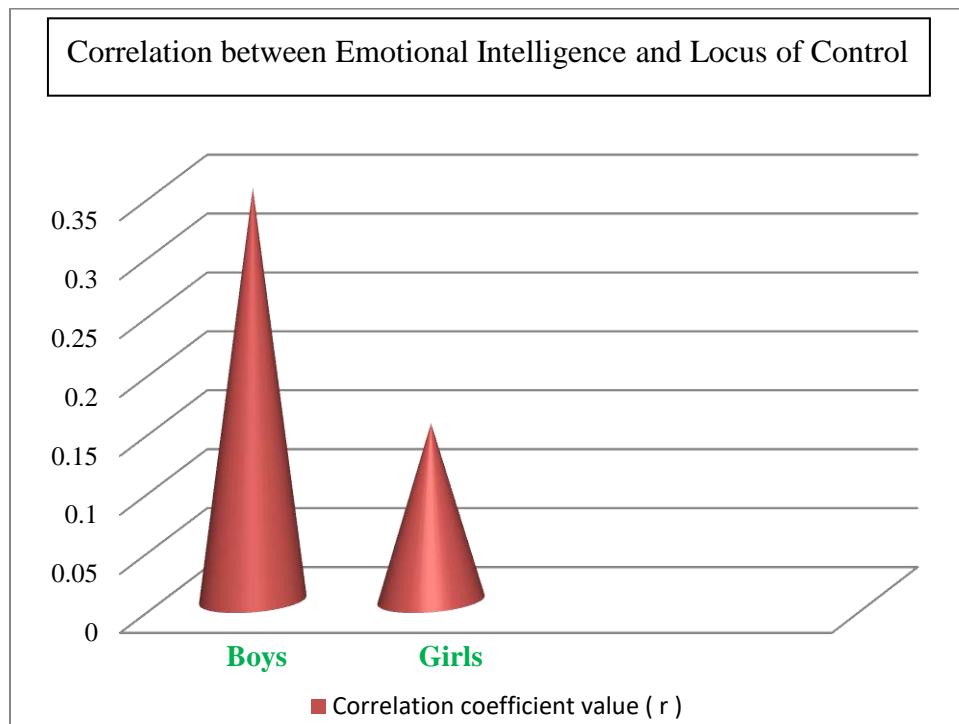 Correlation between Emotional Intelligence and Locus of Control
0.35
0.3
0.25
0.2
0.15
0.1
0.05
0
Boys Girls
Correlation coefficient value ( r )